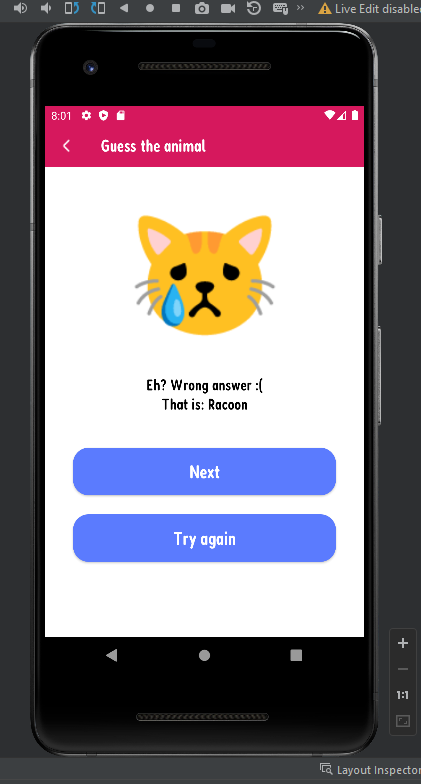 Live Edit disable
8:01
Guess the animal
Eh? Wrong answer :(
That is: Racoon
Next
Try again
1:1
Layout Inspector